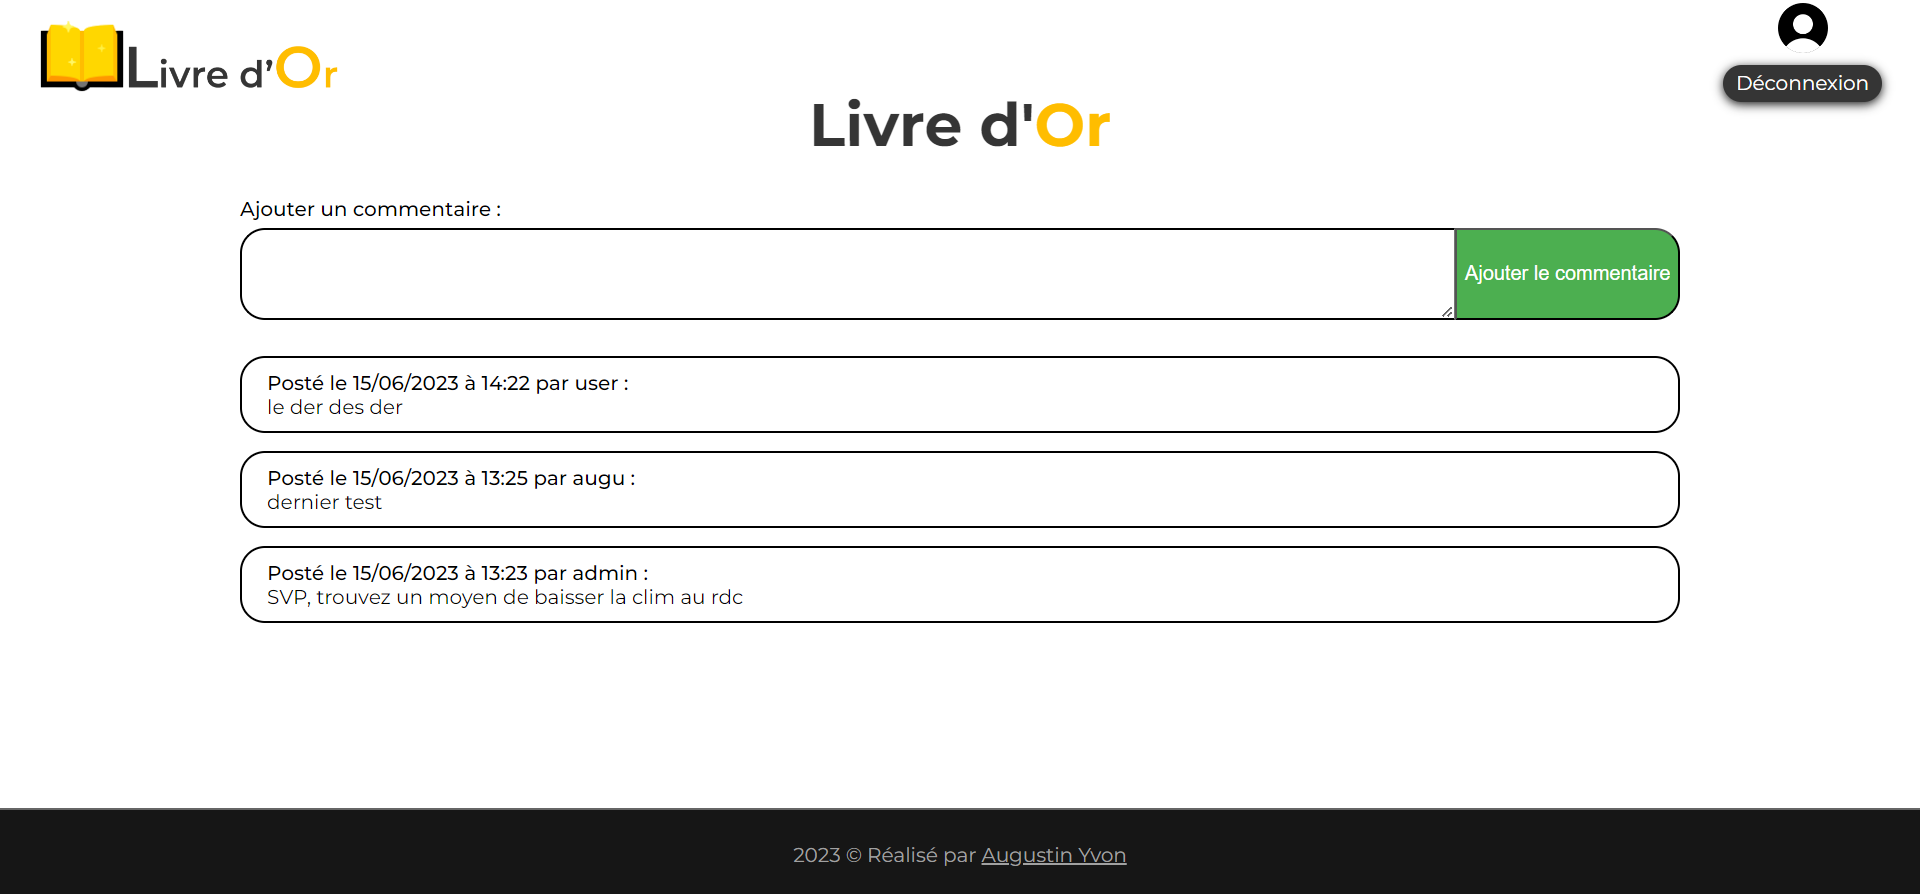 Livre d’Or
Déconnexion
Livre d'Or
Ajouter un commentaire :
Ajouter le commentaire
Posté le 15/06/2023 à 14:22 par user :
le der des der
Posté le 15/06/2023 à 13:25 par augu :
dernier test
Posté le 15/06/2023 à 13:23 par admin :
SVP, trouvez un moyen de baisser la clim au rdc
2023 © Réalisé par Augustin Yvon